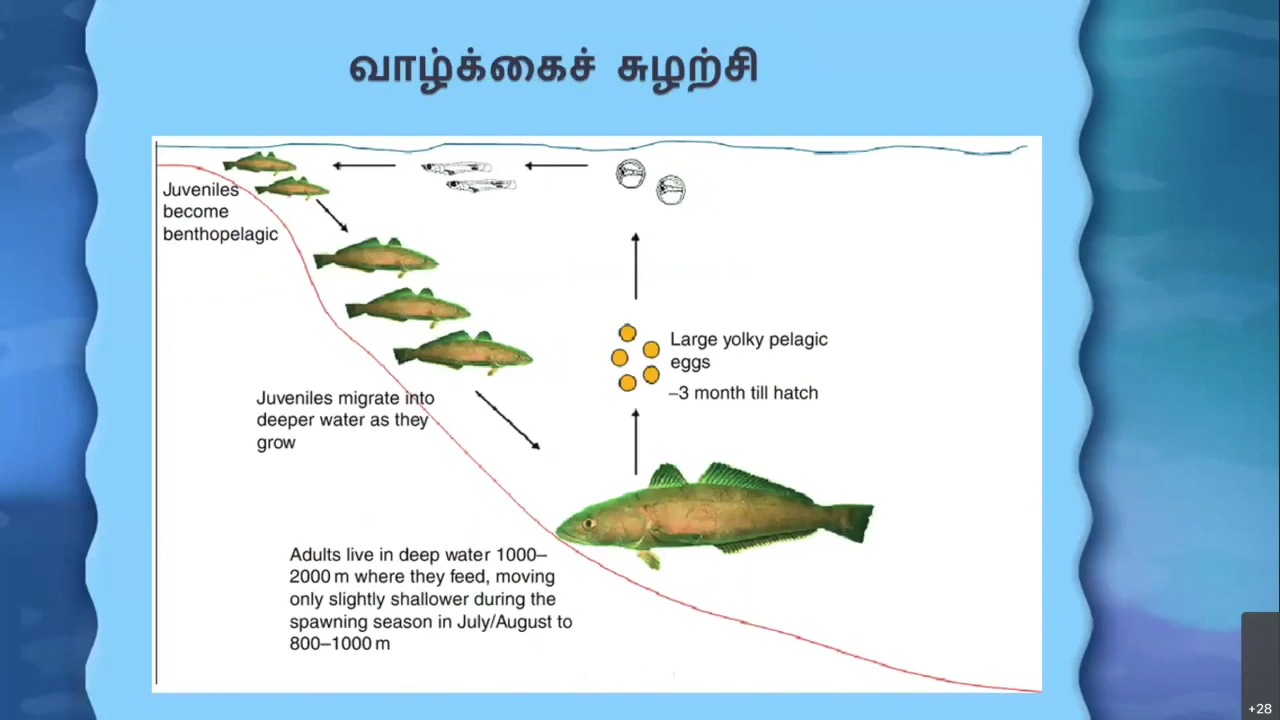 வாழ்க்கைச் சுழற்சி
Juveniles
become
benthopelagic
Large yolky pelagic
eggs
–3 month till hatch
Juveniles migrate into
deeper water as they
grow
Adults live in deep water 1000–
2000 m where they feed, moving
only slightly shallower during the
spawning season in July/August to
800–1000 m
+28